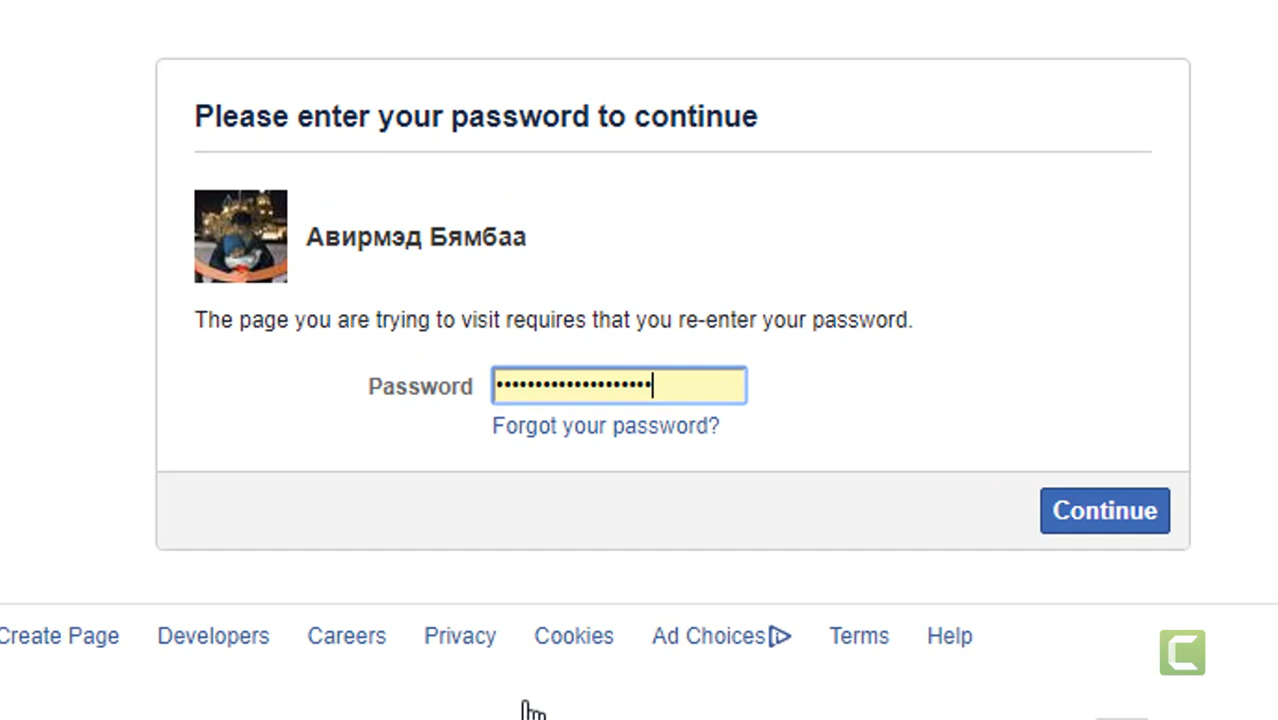 Please enter your password to continue
Авирмэд Бямбаа
The page you are trying to visit requires that you re-enter your password.
Password ••••••••••••••••••••
Forgot your password?
Continue
Create Page Developers Careers Privacy Cookies Ad Choices Terms Help